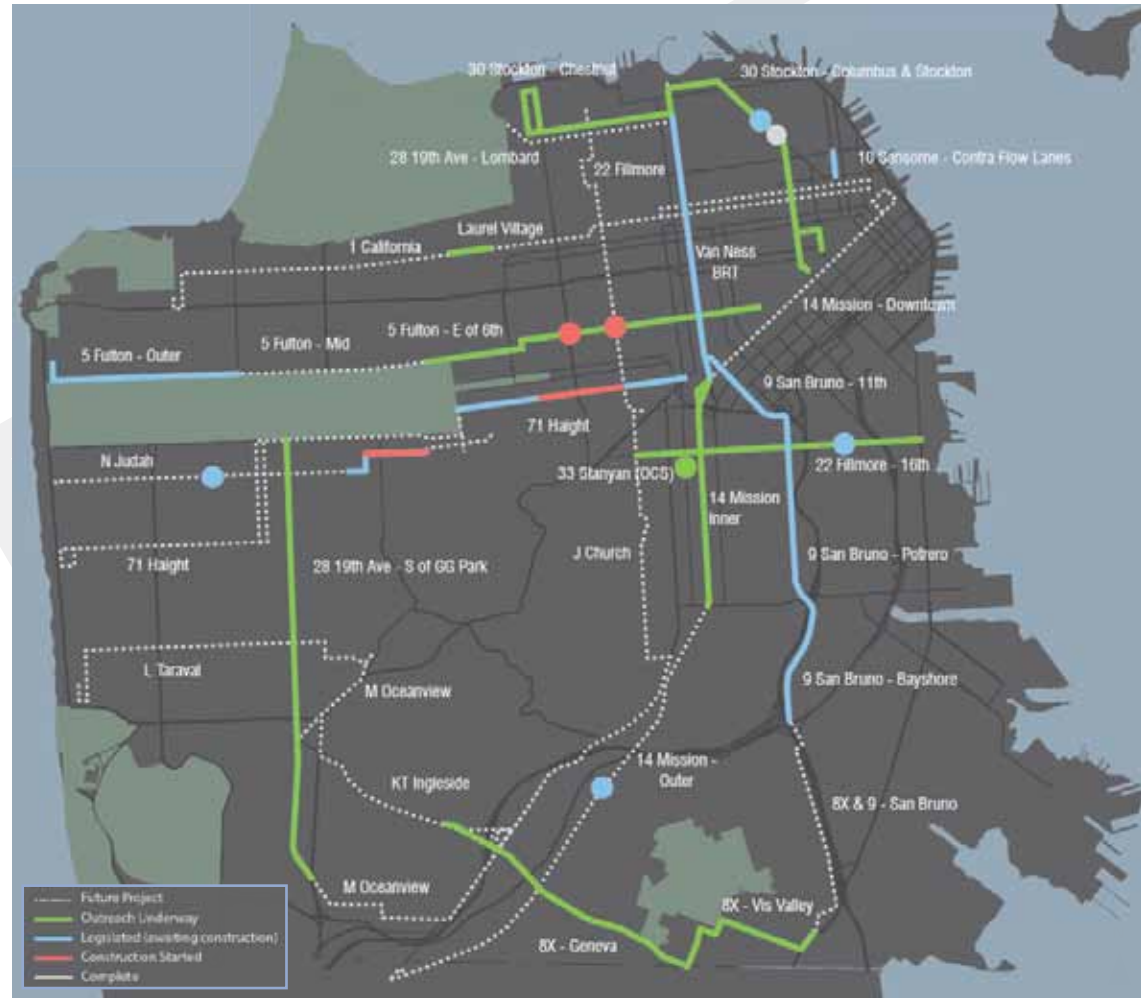 30 Stockton - Chestnut
30 Stockton - Columbus & Stockton
28 19th Ave - Lombard
22 Fillmore
10 Sansome - Contra Flow Lanes
Laurel Village
1 California
Van Ness
BRT
14 Mission - Downtown
5 Fulton - E of 6th
5 Fulton - Mid
5 Fulton - Outer
9 San Bruno - 11th
71 Haight
N Judah
22 Fillmore - 16th
33 Stanyan (OCS)
14 Mission
Inner
J Church
9 San Bruno - Potrero
71 Haight
28 19th Ave - S of GG Park
L Taraval
M Oceanview
9 San Bruno - Bayshore
14 Mission -
Outer
KT Ingleside
8X & 9 - San Bruno
M Oceanview
8X - Vis Valley
8X - Geneva
Future Project
Outreach Underway
Legislated (awaiting construction)
Construction Started
Complete